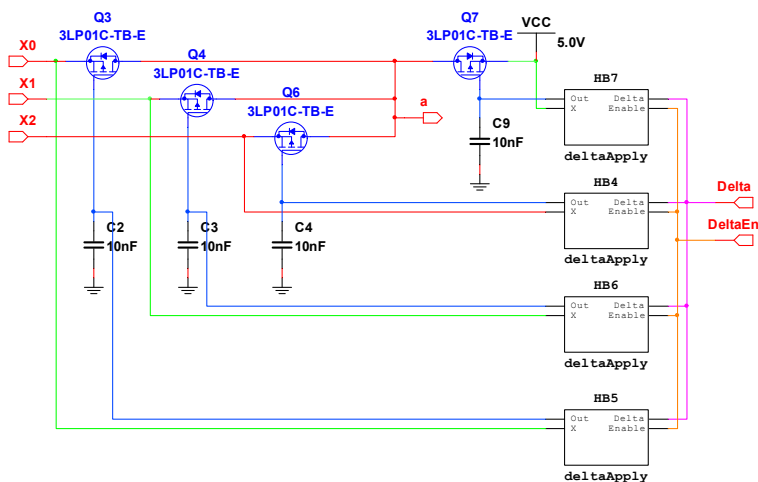 Q3
3LP01C-TB-E
X0
Q4
3LP01C-TB-E
X1
Q6
3LP01C-TB-E
X2
Q7
3LP01C-TB-E
VCC
5.0V
a
C9
10nF
HB7
Out Delta
X Enable
deltaApply
HB4
Out Delta
X Enable
deltaApply
Delta
DeltaEn
C2
10nF
C3
10nF
C4
10nF
HB6
Out Delta
X Enable
deltaApply
HB5
Out Delta
X Enable
deltaApply